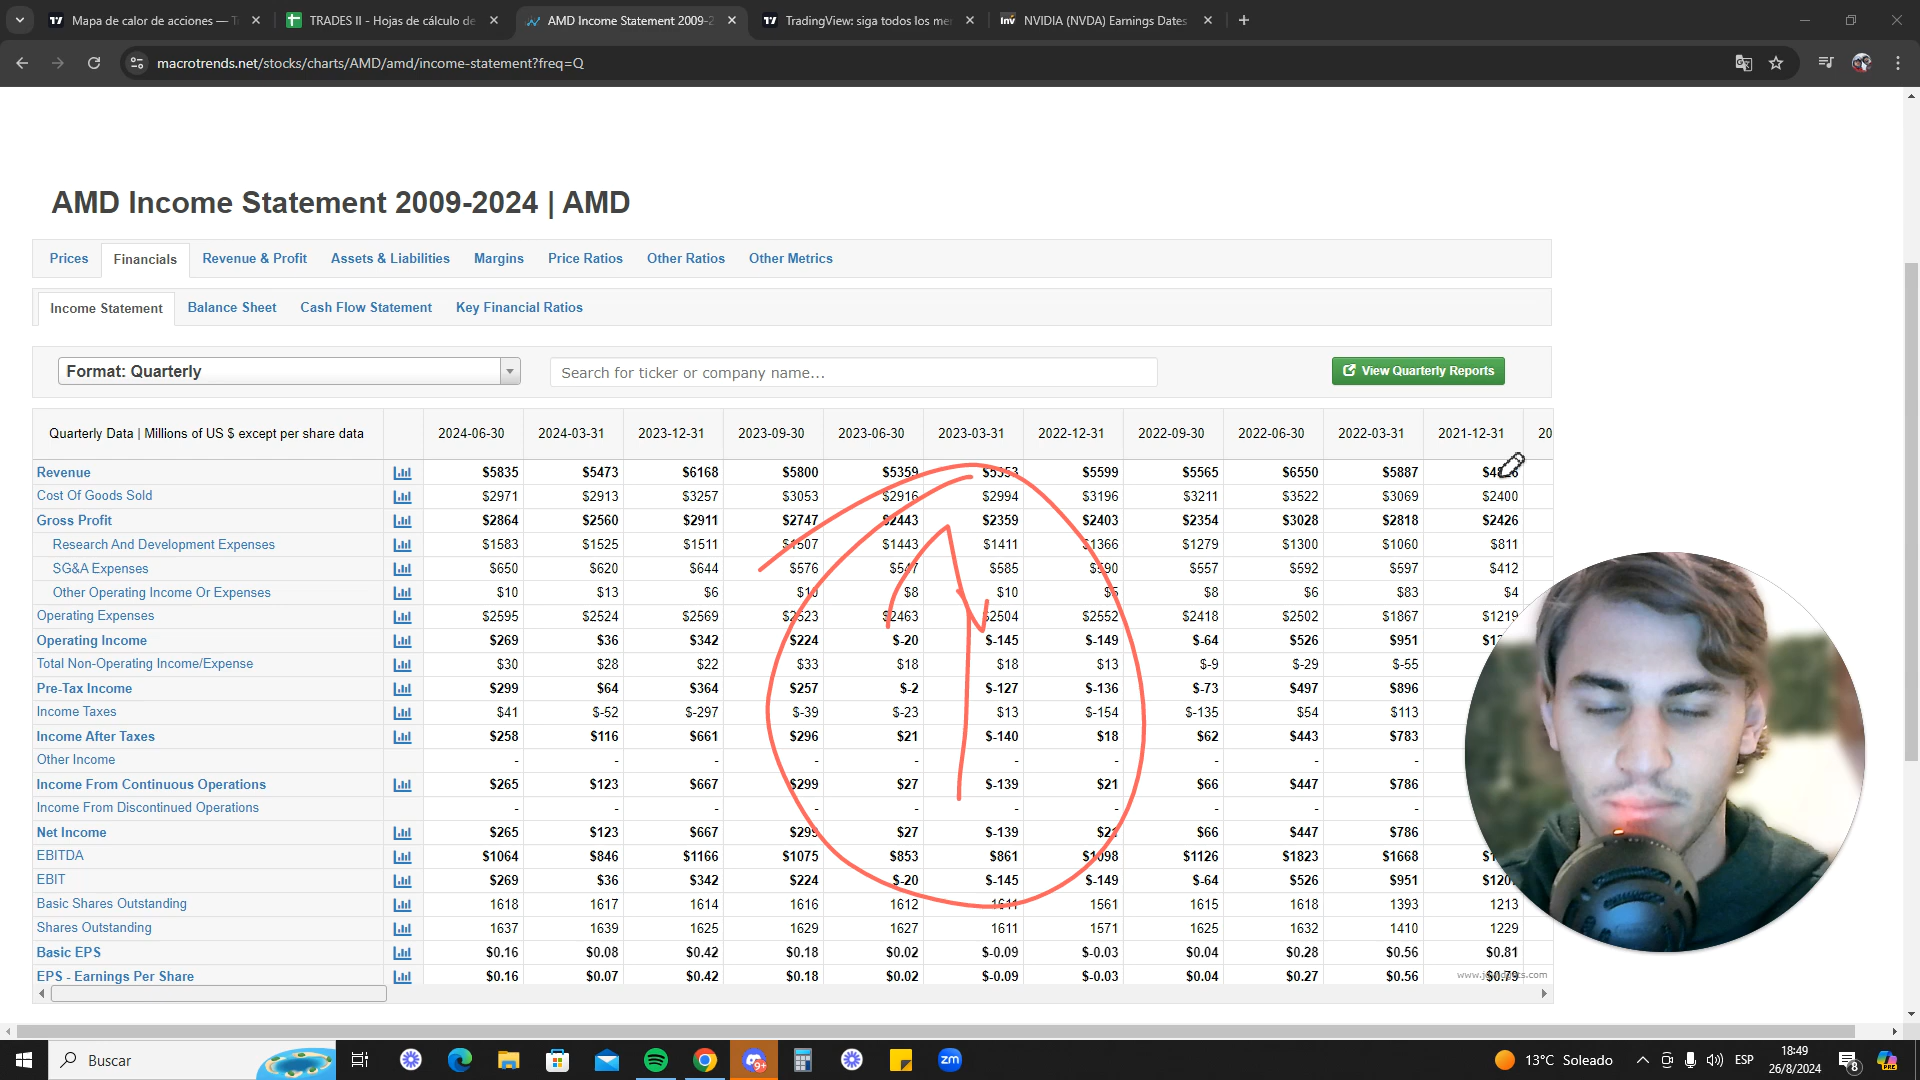 Mapa de calor de acciones —
TRADES II - Hojas de cálculo de
AMD Income Statement 2009-2
TradingView: siga todos los me
Inv NVIDIA (NVDA) Earnings Dates
macrotrends.net/stocks/charts/AMD/amd/income-statement?freq=Q
AMD Income Statement 2009-2024 | AMD
Prices Financials Revenue & Profit Assets & Liabilities Margins Price Ratios Other Ratios Other Metrics
Income Statement Balance Sheet Cash Flow Statement Key Financial Ratios
Format: Quarterly Search for ticker or company name... View Quarterly Reports
Quarterly Data | Millions of US $ except per share data 2024-06-30 2024-03-31 2023-12-31 2023-09-30 2023-06-30 2023-03-31 2022-12-31 2022-09-30 2022-06-30 2022-03-31 2021-12-31 20
Revenue $5835 $5473 $6168 $5800 $5359 $5353 $5599 $5565 $6550 $5887
Cost Of Goods Sold $2971 $2913 $3257 $3053 $2916 $2994 $3196 $3211 $3522 $3069 $2400
Gross Profit $2864 $2560 $2911 $2747 $2443 $2359 $2403 $2354 $3028 $2818 $2426
Research And Development Expenses $1583 $1525 $1511 $1507 $1443 $1411 $1366 $1279 $1300 $1060 $811
SG&A Expenses $650 $620 $644 $576 $547 $585 $590 $557 $592 $597 $412
Other Operating Income Or Expenses $10 $13 $6 $10 $8 $10 $5 $8 $6 $83 $4
Operating Expenses $2595 $2524 $2569 $2523 $2463 $2504 $2552 $2418 $2502 $1867 $1219
Operating Income $269 $36 $342 $224 $-20 $-145 $-149 $-64 $526 $951
Total Non-Operating Income/Expense $30 $28 $22 $33 $18 $18 $13 $-9 $-29 $-55
Pre-Tax Income $299 $64 $364 $257 $-2 $-127 $-136 $-73 $497 $896
Income Taxes $41 $-52 $-297 $-39 $-23 $13 $-154 $-135 $54 $113
Income After Taxes $258 $116 $661 $296 $21 $-140 $18 $62 $443 $783
Other Income - - - - - - - - - -
Income From Continuous Operations $265 $123 $667 $299 $27 $-139 $21 $66 $447 $786
Income From Discontinued Operations - - - - - - - - - -
Net Income $265 $123 $667 $299 $27 $-139 $21 $66 $447 $786
EBITDA $1064 $846 $1166 $1075 $853 $861 $1098 $1126 $1823 $1668
EBIT $269 $36 $342 $224 $-20 $-145 $-149 $-64 $526 $951
Basic Shares Outstanding 1618 1617 1614 1616 1612 1611 1561 1615 1618 1393 1213
Shares Outstanding 1637 1639 1625 1629 1627 1611 1571 1625 1632 1410 1229
Basic EPS $0.16 $0.08 $0.42 $0.18 $0.02 $-0.09 $-0.03 $0.04 $0.28 $0.56 $0.81
EPS - Earnings Per Share $0.16 $0.07 $0.42 $0.18 $0.02 $-0.09 $-0.03 $0.04 $0.27 $0.56 $0.79
Buscar
9+
zm
13°C Soleado
ESP
18:49
26/8/2024
8